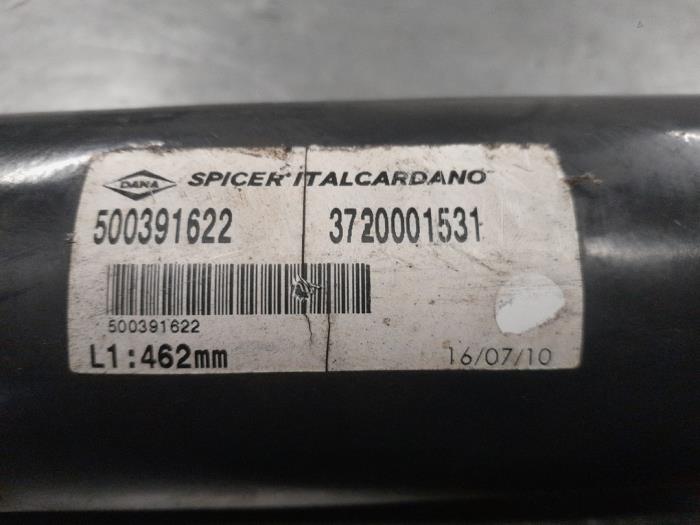 DANA SPICER ITALCARDANO
500391622 3720001531
500391622
L1:462mm 16/07/10